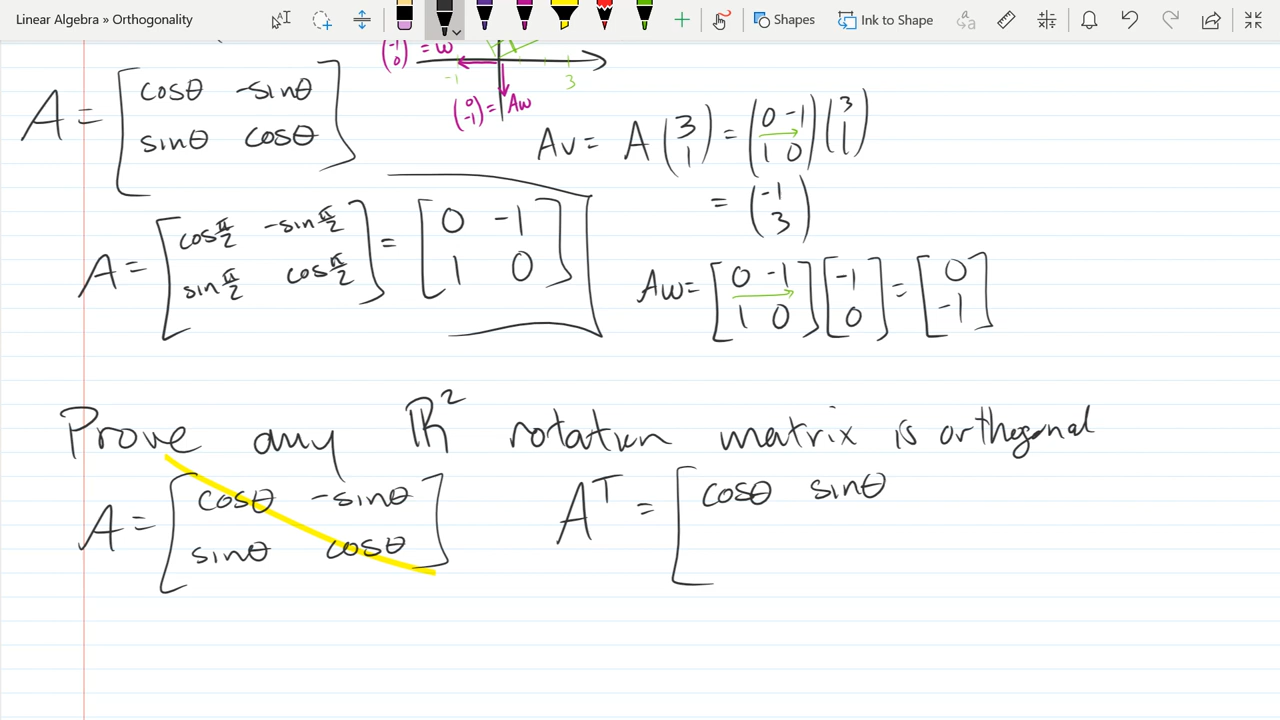 Linear Algebra » Orthogonality
Shapes
Ink to Shape
(-1 0) = w
-1
3
(0 -1) = Aw
A = [cosθ -sinθ
sinθ cosθ]
Av = A (3 1) = (0 -1 1 0) (3 1)
= (-1 3)
A = [cos π/2 -sin π/2
sin π/2 cos π/2] = [0 -1
1 0]
Aw = [0 -1
1 0] [-1
0] = [0
-1]
Prove any ℝ² rotation matrix is orthogonal
A = [cosθ -sinθ
sinθ cosθ]
Aᵀ = [cosθ sinθ